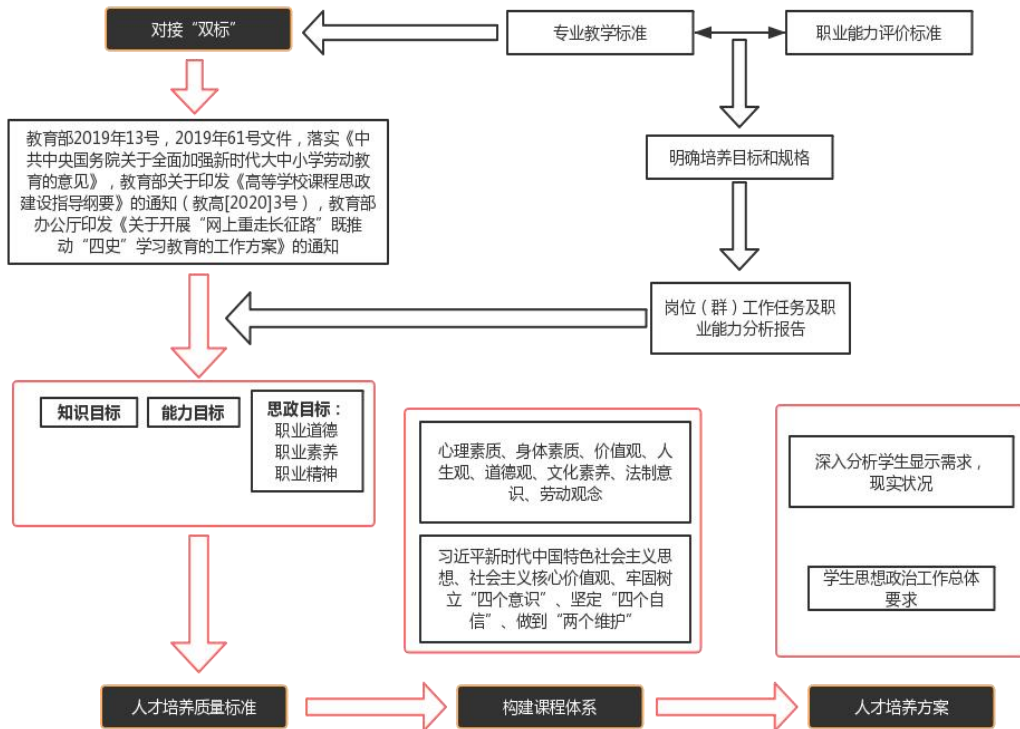 对接“双标”
专业教学标准
职业能力评价标准
教育部2019年13号，2019年61号文件，落实《中
共中央国务院关于全面加强新时代大中小学劳动教
育的意见》，教育部关于印发《高等学校课程思政
建设指导纲要》的通知（教高[2020]3号），教育部
办公厅印发《关于开展“网上重走长征路”既推
动“四史”学习教育的工作方案》的通知
明确培养目标和规格
岗位（群）工作任务及职
业能力分析报告
知识目标
能力目标
思政目标：
职业道德
职业素养
职业精神
心理素质、身体素质、价值观、人
生观、道德观、文化素养、法制意
识、劳动观念
习近平新时代中国特色社会主义思
想、社会主义核心价值观、牢固树
立“四个意识”、坚定“四个自
信”、做到“两个维护”
深入分析学生显示需求，
现实状况
学生思想政治工作总体
要求
人才培养质量标准
构建课程体系
人才培养方案